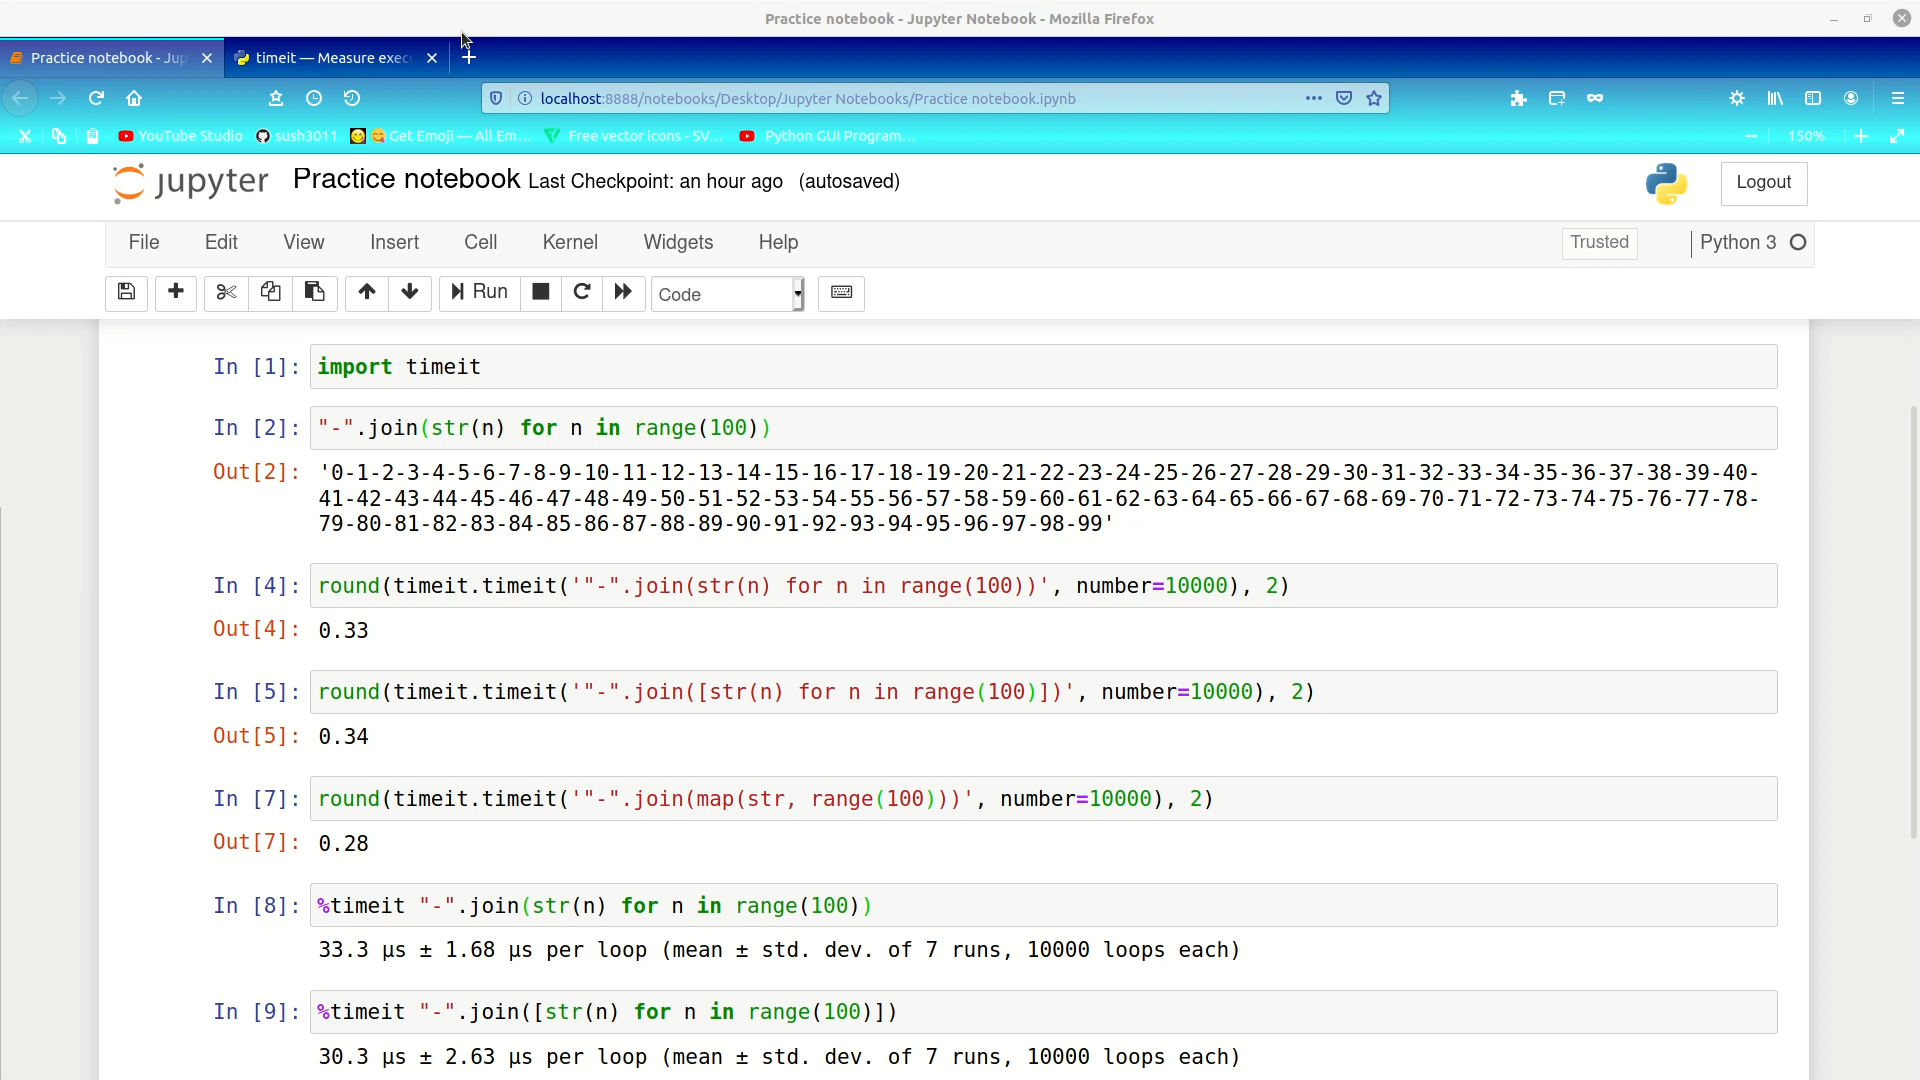 Practice notebook - Jupyter Notebook - Mozilla Firefox
Practice notebook - Jup
timeit — Measure exec
localhost:8888/notebooks/Desktop/Jupyter Notebooks/Practice notebook.ipynb
YouTube Studio
sush3011
Get Emoji — All Em...
Free vector icons - SV...
Python GUI Program...
150%
jupyter
Practice notebook Last Checkpoint: an hour ago (autosaved)
Logout
File Edit View Insert Cell Kernel Widgets Help
Trusted
Python 3
Run
Code
In [1]: import timeit
In [2]: "-".join(str(n) for n in range(100))
Out[2]: '0-1-2-3-4-5-6-7-8-9-10-11-12-13-14-15-16-17-18-19-20-21-22-23-24-25-26-27-28-29-30-31-32-33-34-35-36-37-38-39-40-
41-42-43-44-45-46-47-48-49-50-51-52-53-54-55-56-57-58-59-60-61-62-63-64-65-66-67-68-69-70-71-72-73-74-75-76-77-78-
79-80-81-82-83-84-85-86-87-88-89-90-91-92-93-94-95-96-97-98-99'
In [4]: round(timeit.timeit('"-".join(str(n) for n in range(100))', number=10000), 2)
Out[4]: 0.33
In [5]: round(timeit.timeit('"-".join([str(n) for n in range(100)])', number=10000), 2)
Out[5]: 0.34
In [7]: round(timeit.timeit('"-".join(map(str, range(100)))', number=10000), 2)
Out[7]: 0.28
In [8]: %timeit "-".join(str(n) for n in range(100))
33.3 µs ± 1.68 µs per loop (mean ± std. dev. of 7 runs, 10000 loops each)
In [9]: %timeit "-".join([str(n) for n in range(100)])
30.3 µs ± 2.63 µs per loop (mean ± std. dev. of 7 runs, 10000 loops each)